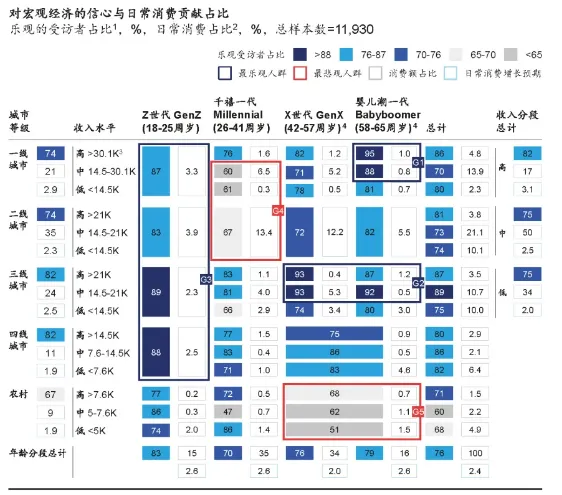 对宏观经济的信心与日常消费贡献占比
乐观的受访者占比1，%，日常消费占比2，%，总样本数=11,930
乐观受访者占比 >88 76-87 70-76 65-70 <65
最乐观人群 最悲观人群 消费额占比 日常消费增长预期
城市等级 收入水平 Z世代 GenZ (18-25周岁) 千禧一代 Millennial (26-41周岁) X世代 GenX (42-57周岁)4 婴儿潮一代 Babyboomer (58-65周岁)4 总计 收入分段总计
一线城市 74 高 >30.1K3 76 1.6 82 1.2 95 1.0 86 4.8 高 82
21 中 14.5-30.1K 87 3.3 60 6.5 71 5.2 88 0.8 G1 70 13.9 17
2.9 低 <14.5K 61 0.3 78 0.5 81 0.7 80 2.3 3.1
G4
二线城市 74 高 >21K 81 3.8 75
35 中 14.5-21K 83 3.9 67 13.4 72 12.2 82 5.5 73 21.1 中 50
2.3 低 <14.5K 74 10.1 2.5
G3
三线城市 82 高 >21K 83 1.1 93 0.4 87 1.2 87 3.5 75
24 中 14.5-21K 89 2.3 81 4.0 93 5.3 92 0.5 G2 89 10.7 低 34
2.5 低 <14.5K 66 2.9 74 3.4 80 3.0 75 10.0 2.0
四线城市 82 高 >14.5K 77 1.5 75 0.9 80 2.9
11 中 7.6-14.5K 88 2.5 83 0.4 86 0.5 86 2.1
1.9 低 <7.6K 71 1.0 83 4.6 82 6.4
农村 67 高 >7.6K 77 0.2 72 0.5 68 0.7 71 1.5
9 中 5-7.6K 86 0.3 47 0.7 62 1.1 G5 60 2.2
1.9 低 <5K 74 2.0 86 1.4 51 1.5 68 4.9
年龄分段总计 83 15 70 35 76 34 79 16 76 100
2.6 2.6 2.0 2.6 2.4